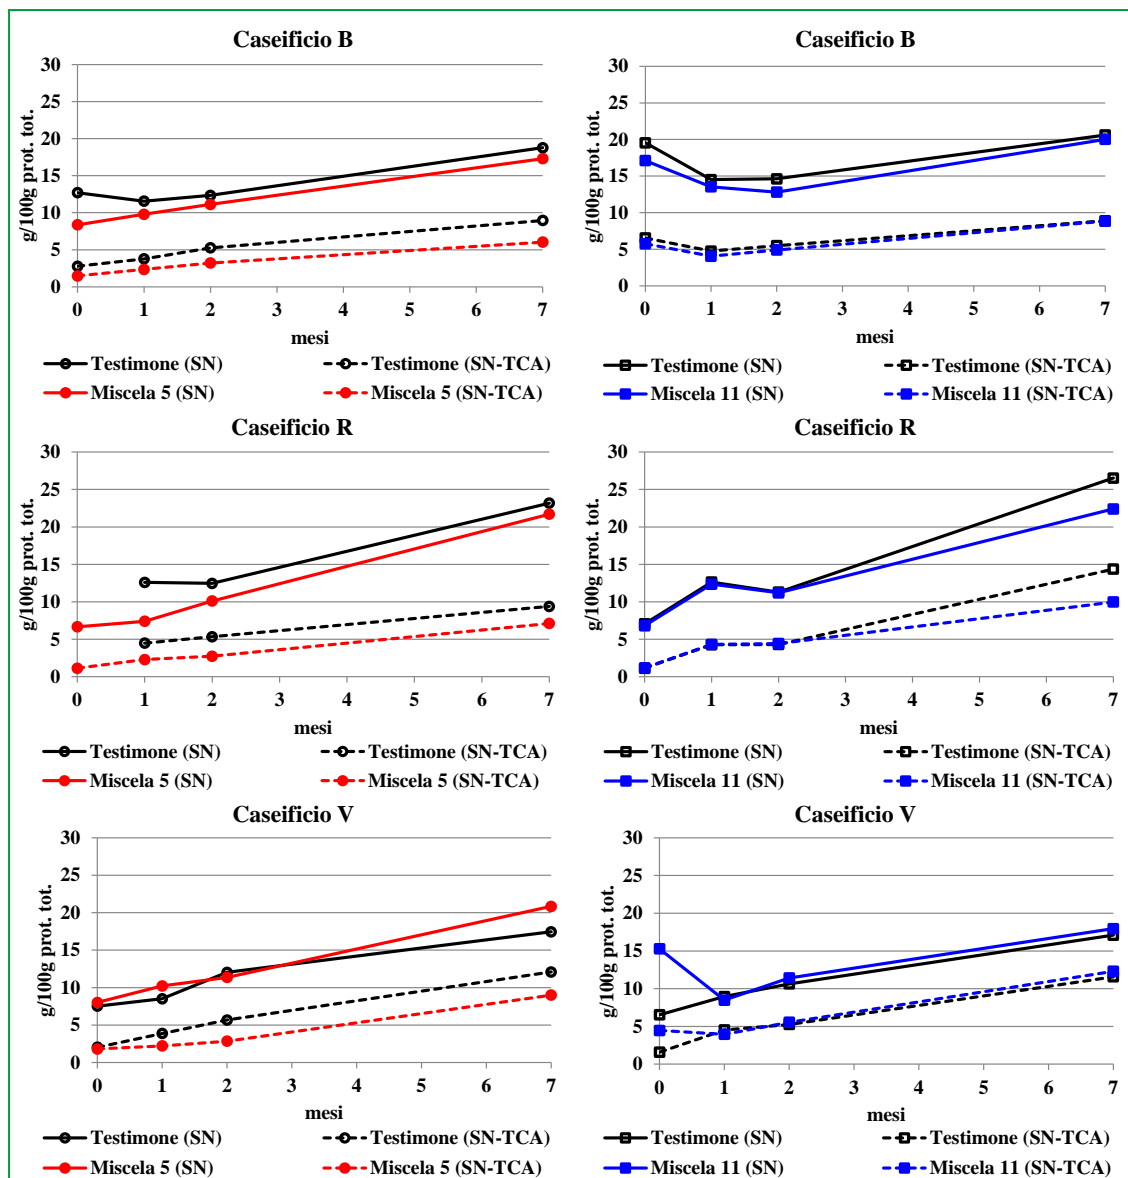 Caseificio B
30
25
20
15
10
5
0
g/100g prot. tot.
0 1 2 3 4 5 6 7
mesi
Testimone (SN) Testimone (SN-TCA)
Miscela 5 (SN) Miscela 5 (SN-TCA)
Caseificio B
30
25
20
15
10
5
0
g/100g prot. tot.
0 1 2 3 4 5 6 7
mesi
Testimone (SN) Testimone (SN-TCA)
Miscela 11 (SN) Miscela 11 (SN-TCA)
Caseificio R
30
25
20
15
10
5
0
g/100g prot. tot.
0 1 2 3 4 5 6 7
mesi
Testimone (SN) Testimone (SN-TCA)
Miscela 5 (SN) Miscela 5 (SN-TCA)
Caseificio R
30
25
20
15
10
5
0
g/100g prot. tot.
0 1 2 3 4 5 6 7
mesi
Testimone (SN) Testimone (SN-TCA)
Miscela 11 (SN) Miscela 11 (SN-TCA)
Caseificio V
30
25
20
15
10
5
0
g/100g prot. tot.
0 1 2 3 4 5 6 7
mesi
Testimone (SN) Testimone (SN-TCA)
Miscela 5 (SN) Miscela 5 (SN-TCA)
Caseificio V
30
25
20
15
10
5
0
g/100g prot. tot.
0 1 2 3 4 5 6 7
mesi
Testimone (SN) Testimone (SN-TCA)
Miscela 11 (SN) Miscela 11 (SN-TCA)